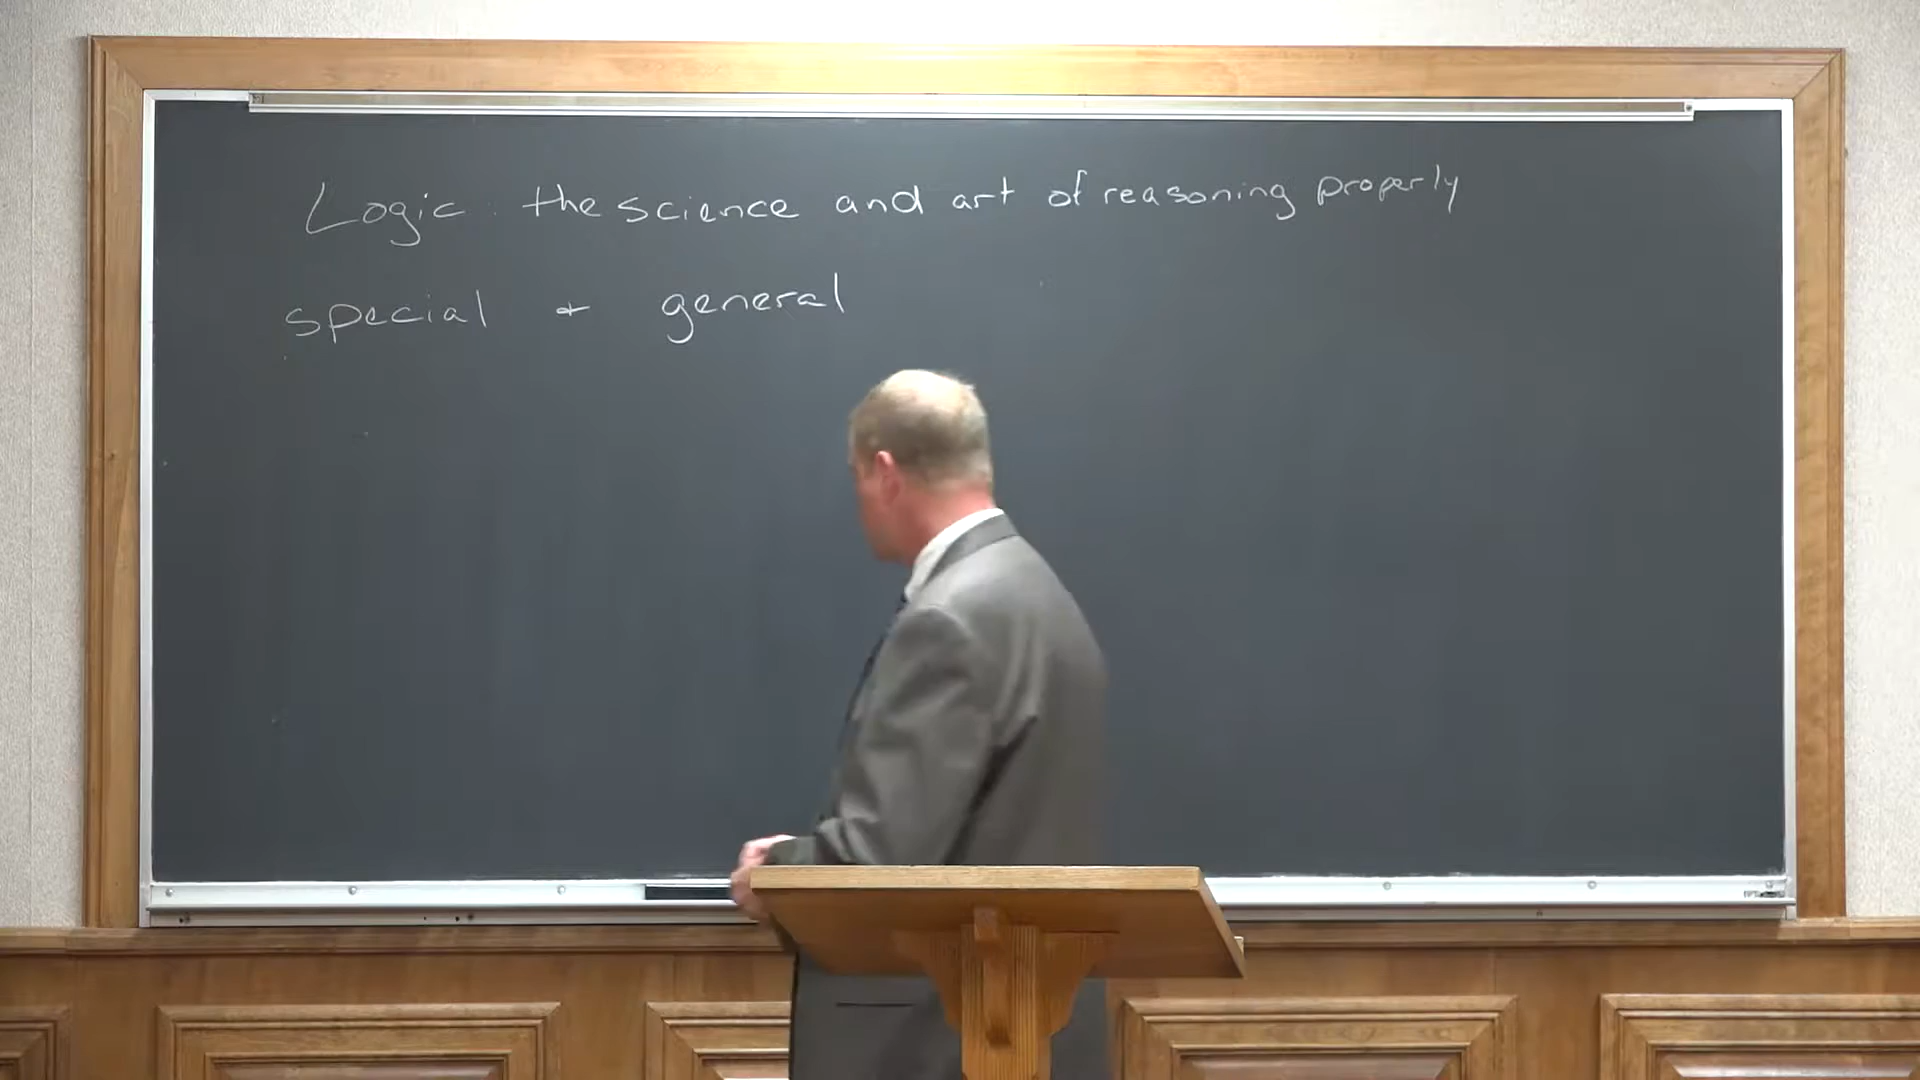 Logic: the science and art of reasoning properly
special + general